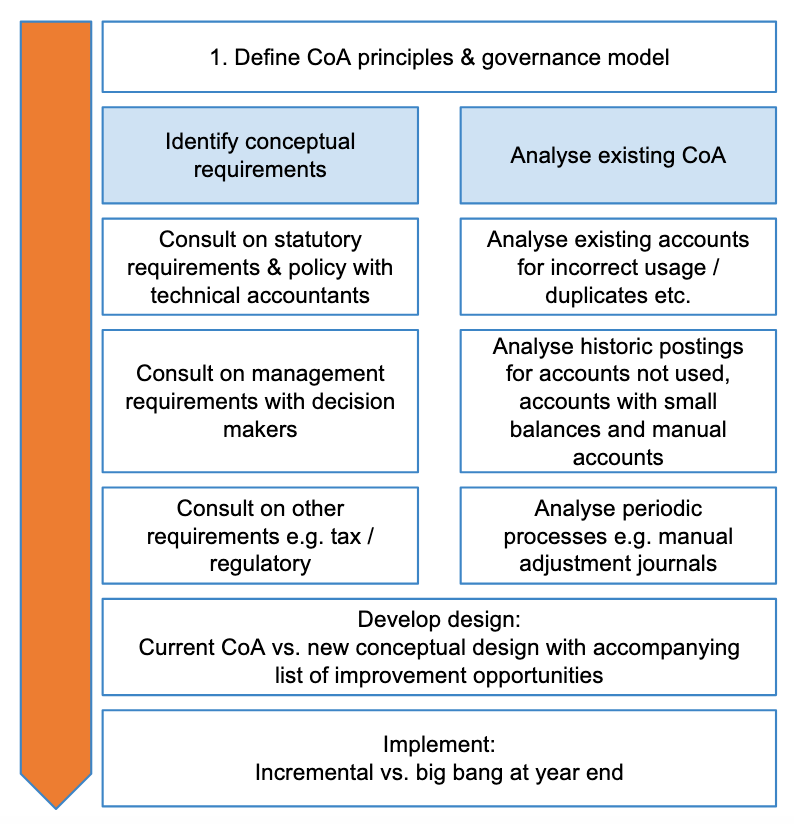 1. Define CoA principles & governance model
Identify conceptual
requirements
Analyse existing CoA
Consult on statutory
requirements & policy with
technical accountants
Analyse existing accounts
for incorrect usage /
duplicates etc.
Consult on management
requirements with decision
makers
Analyse historic postings
for accounts not used,
accounts with small
balances and manual
accounts
Consult on other
requirements e.g. tax /
regulatory
Analyse periodic
processes e.g. manual
adjustment journals
Develop design:
Current CoA vs. new conceptual design with accompanying
list of improvement opportunities
Implement:
Incremental vs. big bang at year end